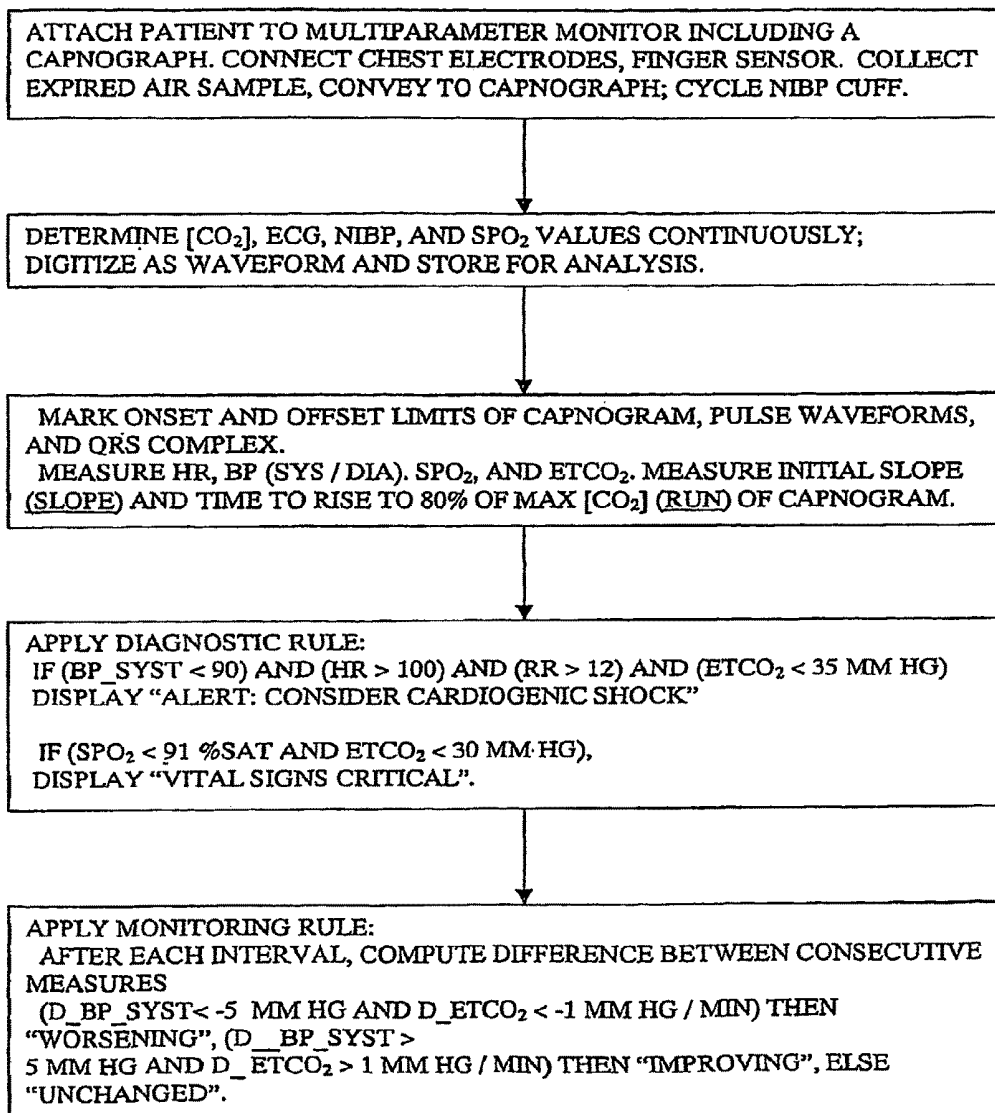 ATTACH PATIENT TO MULTIPARAMETER MONITOR INCLUDING A
CAPNOGRAPH. CONNECT CHEST ELECTRODES, FINGER SENSOR. COLLECT
EXPIRED AIR SAMPLE, CONVEY TO CAPNOGRAPH; CYCLE NIBP CUFF.
DETERMINE [CO₂], ECG, NIBP, AND SPO₂ VALUES CONTINUOUSLY;
DIGITIZE AS WAVEFORM AND STORE FOR ANALYSIS.
MARK ONSET AND OFFSET LIMITS OF CAPNOGRAM, PULSE WAVEFORMS,
AND QRS COMPLEX.
MEASURE HR, BP (SYS / DIA). SPO₂, AND ETCO₂. MEASURE INITIAL SLOPE
(SLOPE) AND TIME TO RISE TO 80% OF MAX [CO₂] (RUN) OF CAPNOGRAM.
APPLY DIAGNOSTIC RULE:
IF (BP_SYST < 90) AND (HR > 100) AND (RR > 12) AND (ETCO₂ < 35 MM HG)
DISPLAY “ALERT: CONSIDER CARDIOGENIC SHOCK”
IF (SPO₂ < 91 %SAT AND ETCO₂ < 30 MM HG),
DISPLAY “VITAL SIGNS CRITICAL”.
APPLY MONITORING RULE:
AFTER EACH INTERVAL, COMPUTE DIFFERENCE BETWEEN CONSECUTIVE
MEASURES
(D_BP_SYST< -5 MM HG AND D_ETCO₂ < -1 MM HG / MIN) THEN
“WORSENING”, (D__BP_SYST >
5 MM HG AND D_ ETCO₂ > 1 MM HG / MIN) THEN “IMPROVING”, ELSE
“UNCHANGED”.